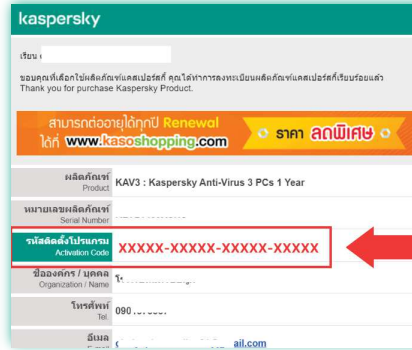 kaspersky
เรียน
ขอบคุณที่เลือกใช้ผลิตภัณฑ์แคสเปอร์สกี้ คุณได้ทำการลงทะเบียนผลิตภัณฑ์แคสเปอร์สกี้เรียบร้อยแล้ว
Thank you for purchase Kaspersky Product.
สามารถต่ออายุได้ทุกปี Renewal
ได้ที่ www.kasoshopping.com
ราคา ลดพิเศษ
ผลิตภัณฑ์
Product
KAV3 : Kaspersky Anti-Virus 3 PCs 1 Year
หมายเลขผลิตภัณฑ์
Serial Number
รหัสติดตั้งโปรแกรม
Activation Code
XXXXX-XXXXX-XXXXX-XXXXX
ชื่อองค์กร / บุคคล
Organization / Name
โทรศัพท์
Tel.
090
อีเมล
ail.com